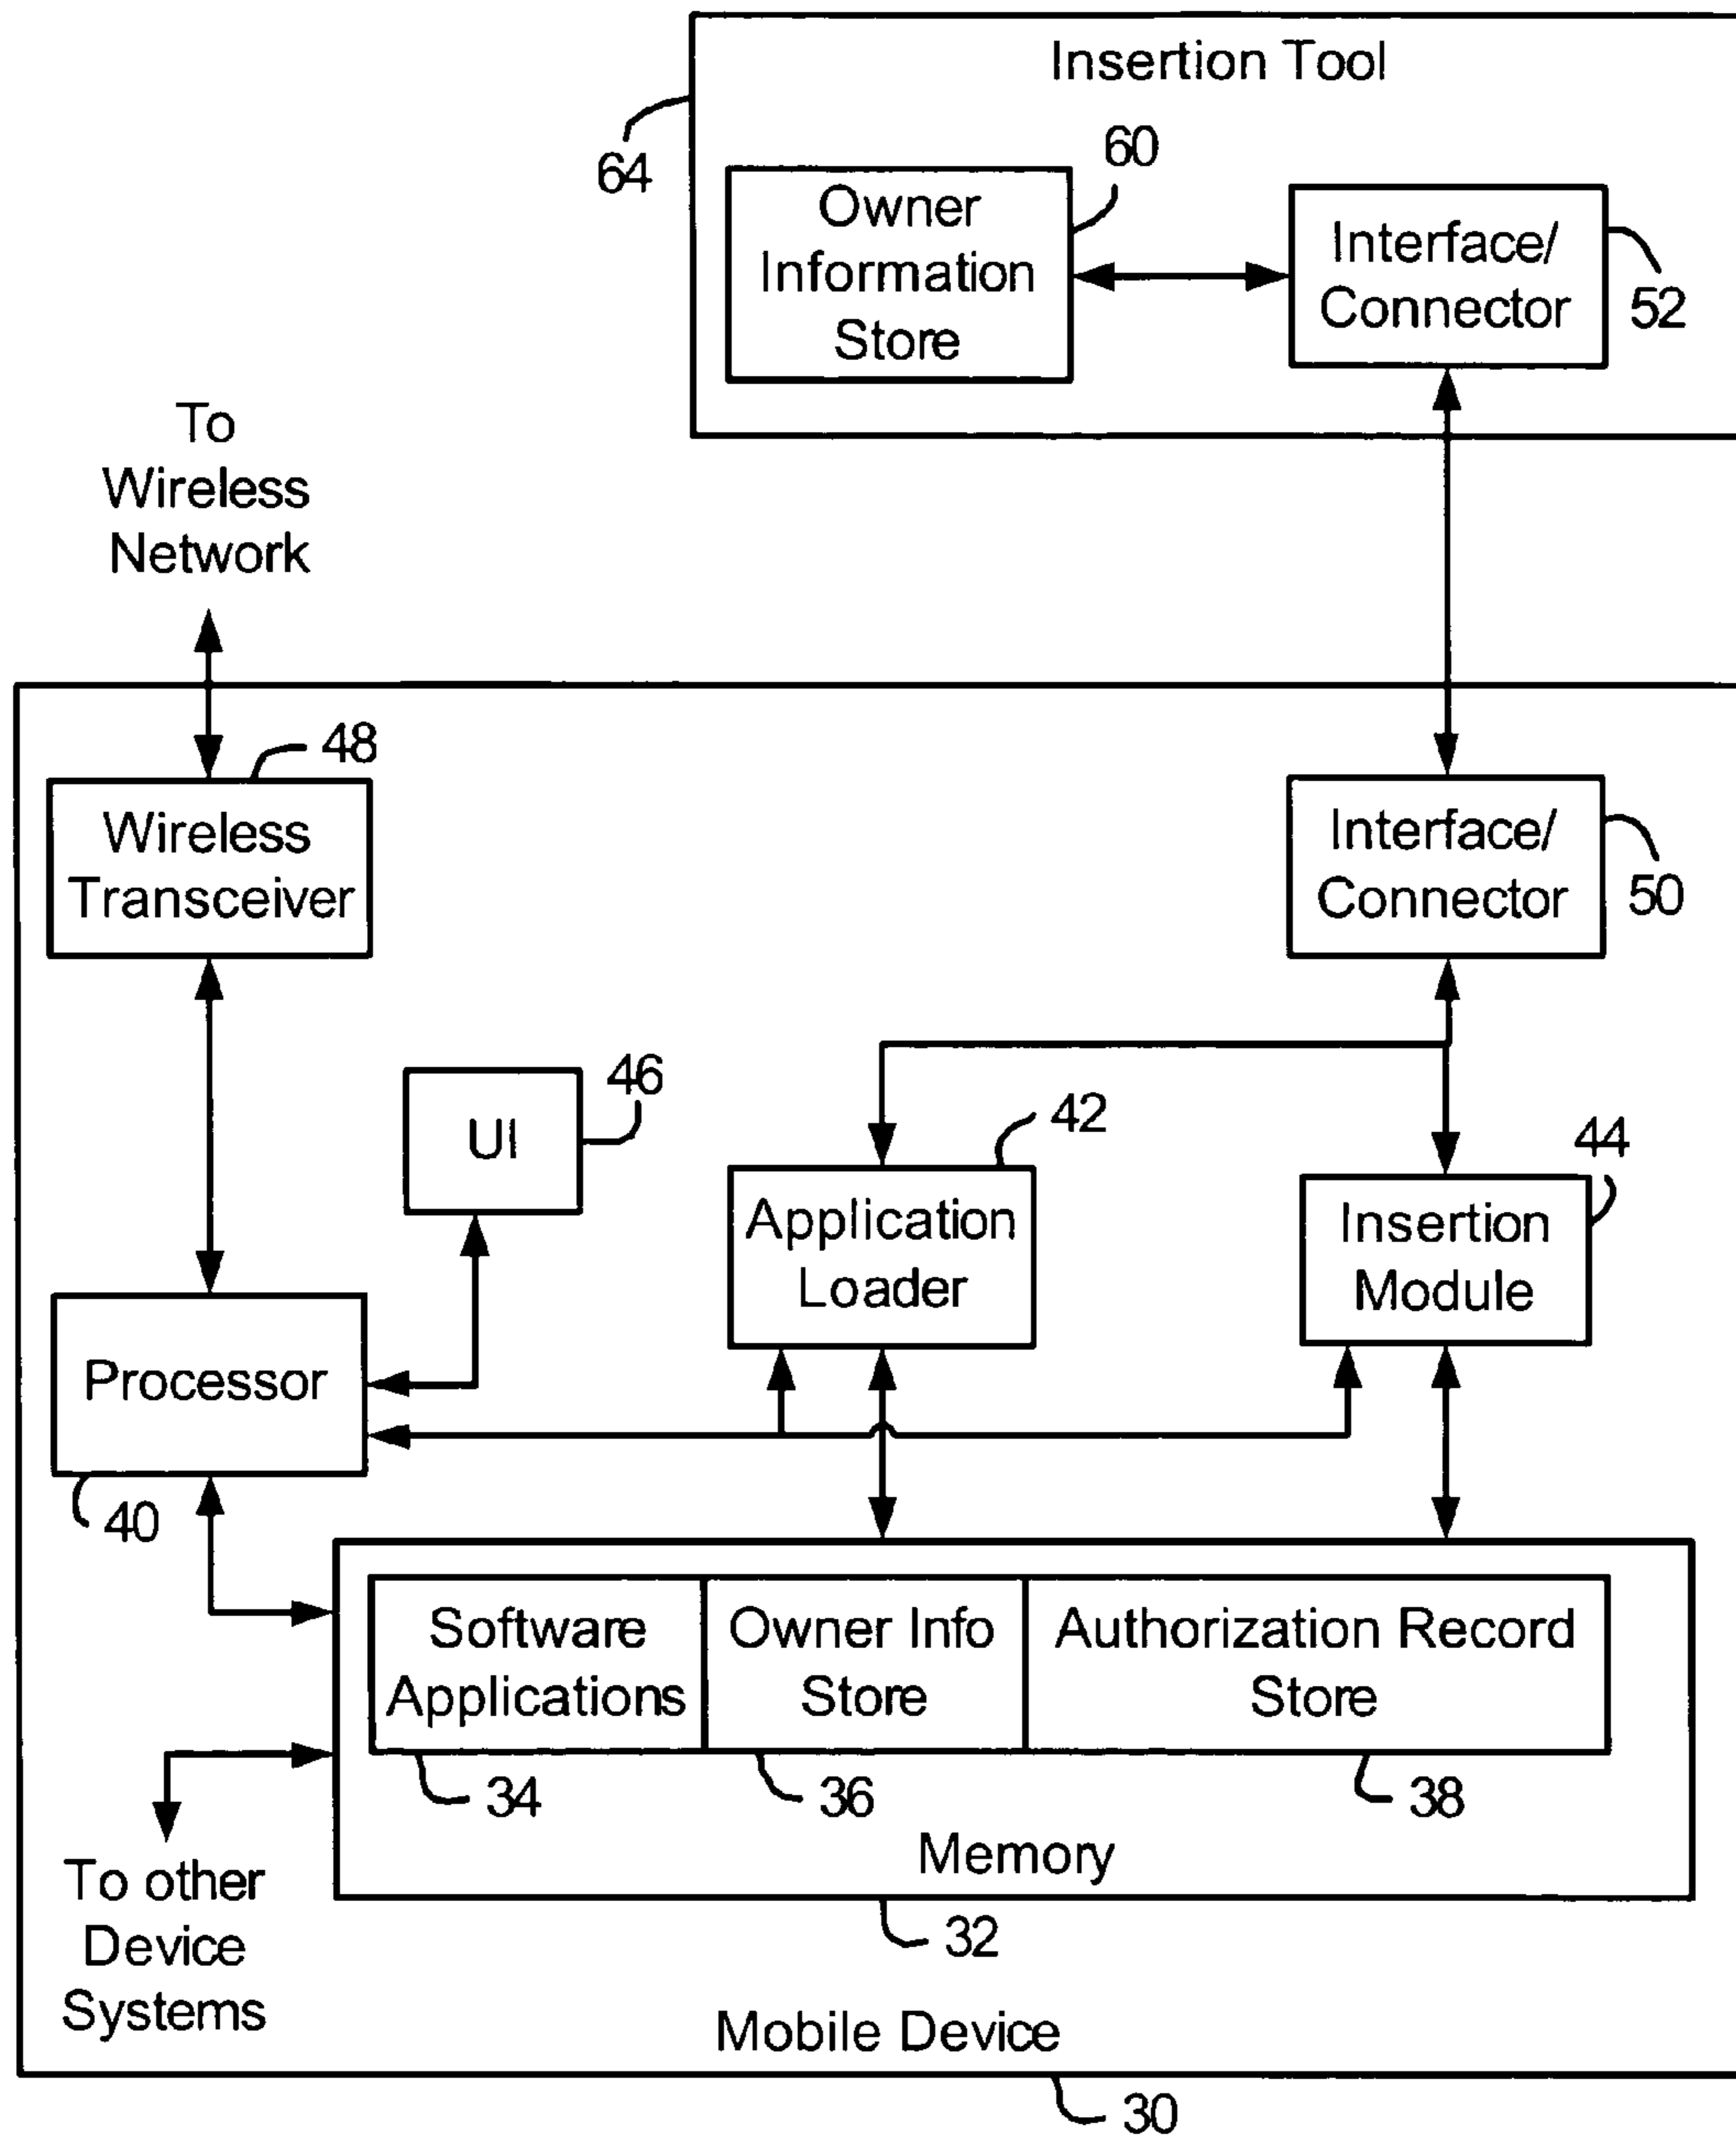 Insertion Tool
64
60
Owner
Information
Store
Interface/
Connector
52
To
Wireless
Network
48
Wireless
Transceiver
Interface/
Connector
50
46
UI
42
Application
Loader
44
Insertion
Module
Processor
40
Software
Applications
Owner Info
Store
Authorization Record
Store
34
36
38
Memory
32
To other
Device
Systems
Mobile Device
30